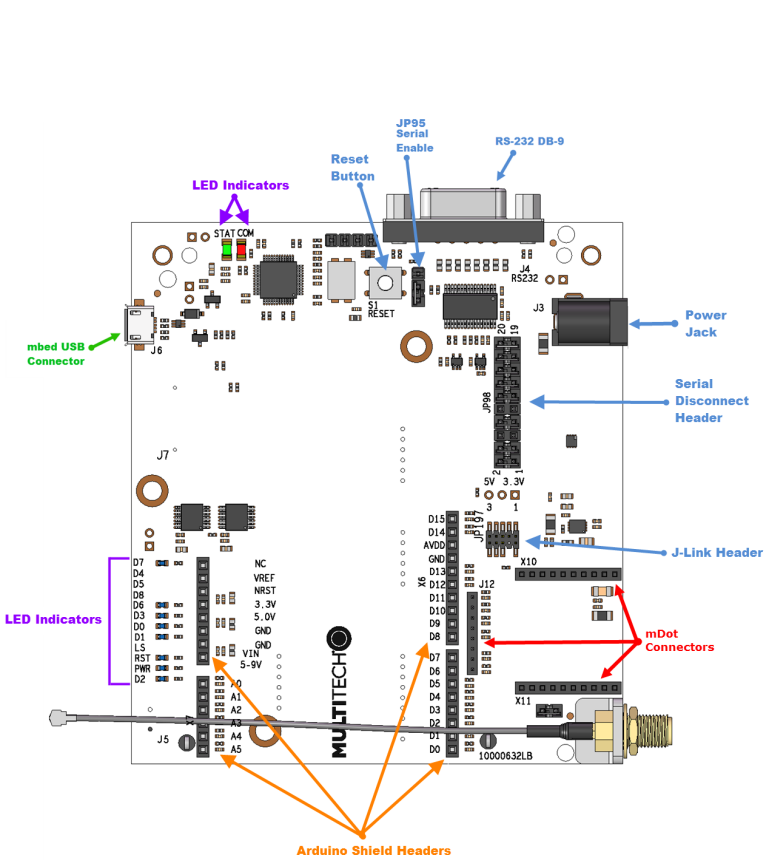 JP95
Serial
Enable
RS-232 DB-9
Reset
Button
LED Indicators
STAT COM
J4
RS232
S1
RESET
J3
Power
Jack
mbed USB
Connector
J6
20 19
JP98
Serial
Disconnect
Header
2 1
J7
5V 3.3V
3 1
JP197
J-Link Header
D15
D14
AVDD
GND
D13
D12
D11
D10
D9
D8
X6
J12
X10
mDot
Connectors
X11
LED Indicators
D7
D4
D5
D8
D6
D3
D0
D1
LS
RST
PWR
D2
NC
VREF
NRST
3.3V
5.0V
GND
GND
VIN
5-9V
MULTITECH
A0
A1
A2
A3
A4
A5
X7
J5
D7
D6
D5
D4
D3
D2
D1
D0
10000632LB
Arduino Shield Headers